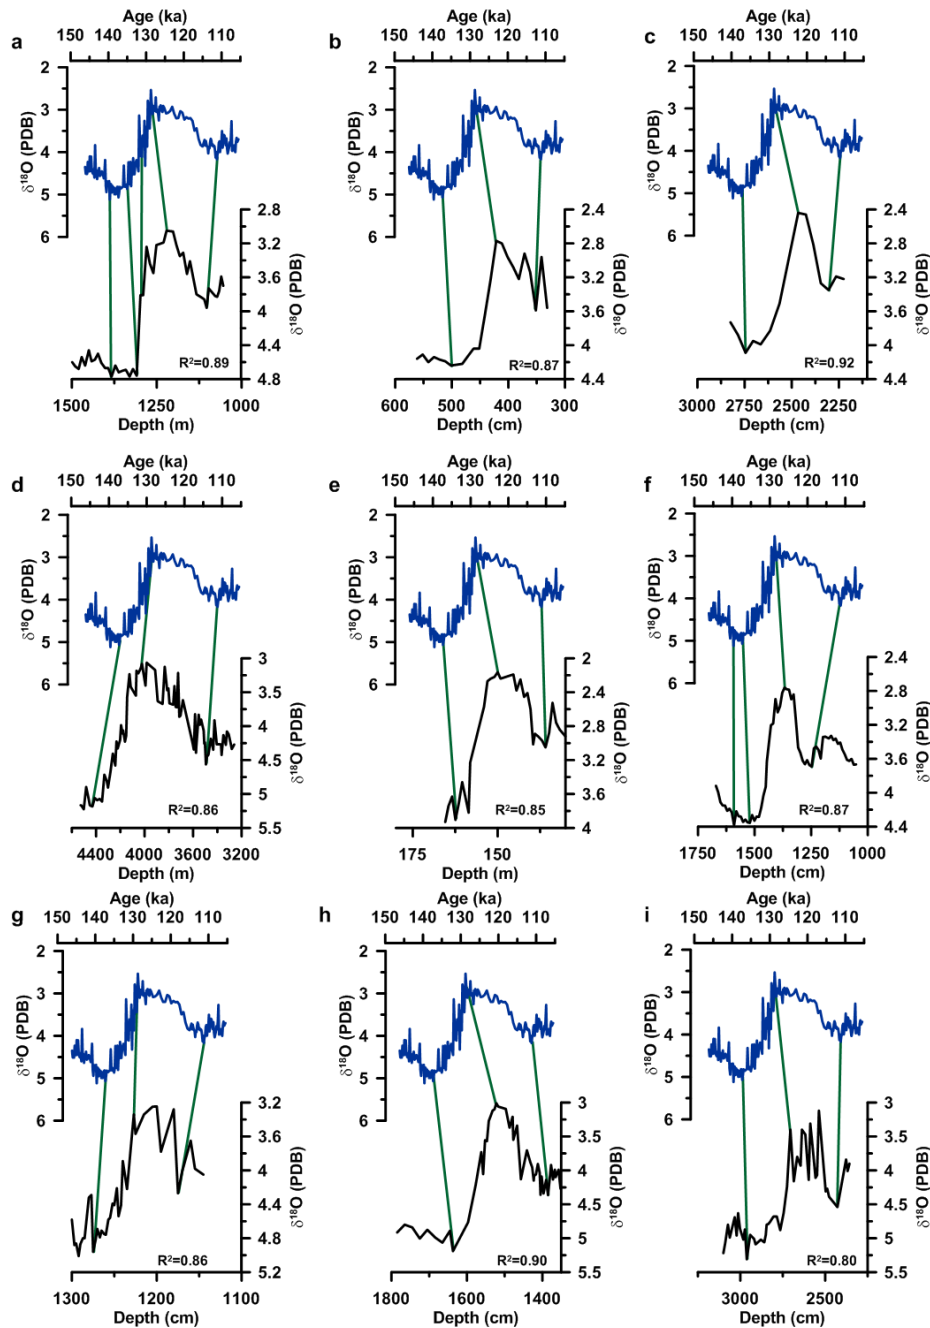 a
Age (ka)
150 140 130 120 110
2
3
4
5
6
δ18O (PDB)
2.8
3.2
3.6
4
4.4
4.8
δ18O (PDB)
R2=0.89
1500 1250 1000
Depth (m)
b
Age (ka)
150 140 130 120 110
2
3
4
5
6
δ18O (PDB)
2.4
2.8
3.2
3.6
4
4.4
δ18O (PDB)
R2=0.87
600 500 400 300
Depth (cm)
c
Age (ka)
150 140 130 120 110
2
3
4
5
6
δ18O (PDB)
2.4
2.8
3.2
3.6
4
4.4
δ18O (PDB)
R2=0.92
3000 2750 2500 2250
Depth (cm)
d
Age (ka)
150 140 130 120 110
2
3
4
5
6
δ18O (PDB)
3
3.5
4
4.5
5
5.5
δ18O (PDB)
R2=0.86
4400 4000 3600 3200
Depth (m)
e
Age (ka)
150 140 130 120 110
2
3
4
5
6
δ18O (PDB)
2
2.4
2.8
3.2
3.6
4
δ18O (PDB)
R2=0.85
175 150
Depth (m)
f
Age (ka)
150 140 130 120 110
2
3
4
5
6
δ18O (PDB)
2.4
2.8
3.2
3.6
4
4.4
δ18O (PDB)
R2=0.87
1750 1500 1250 1000
Depth (cm)
g
Age (ka)
150 140 130 120 110
2
3
4
5
6
δ18O (PDB)
3.2
3.6
4
4.4
4.8
5.2
δ18O (PDB)
R2=0.86
1300 1200 1100
Depth (cm)
h
Age (ka)
150 140 130 120 110
2
3
4
5
6
δ18O (PDB)
3
3.5
4
4.5
5
5.5
δ18O (PDB)
R2=0.90
1800 1600 1400
Depth (cm)
i
Age (ka)
150 140 130 120 110
2
3
4
5
6
δ18O (PDB)
3
3.5
4
4.5
5
5.5
δ18O (PDB)
R2=0.80
3000 2500
Depth (cm)